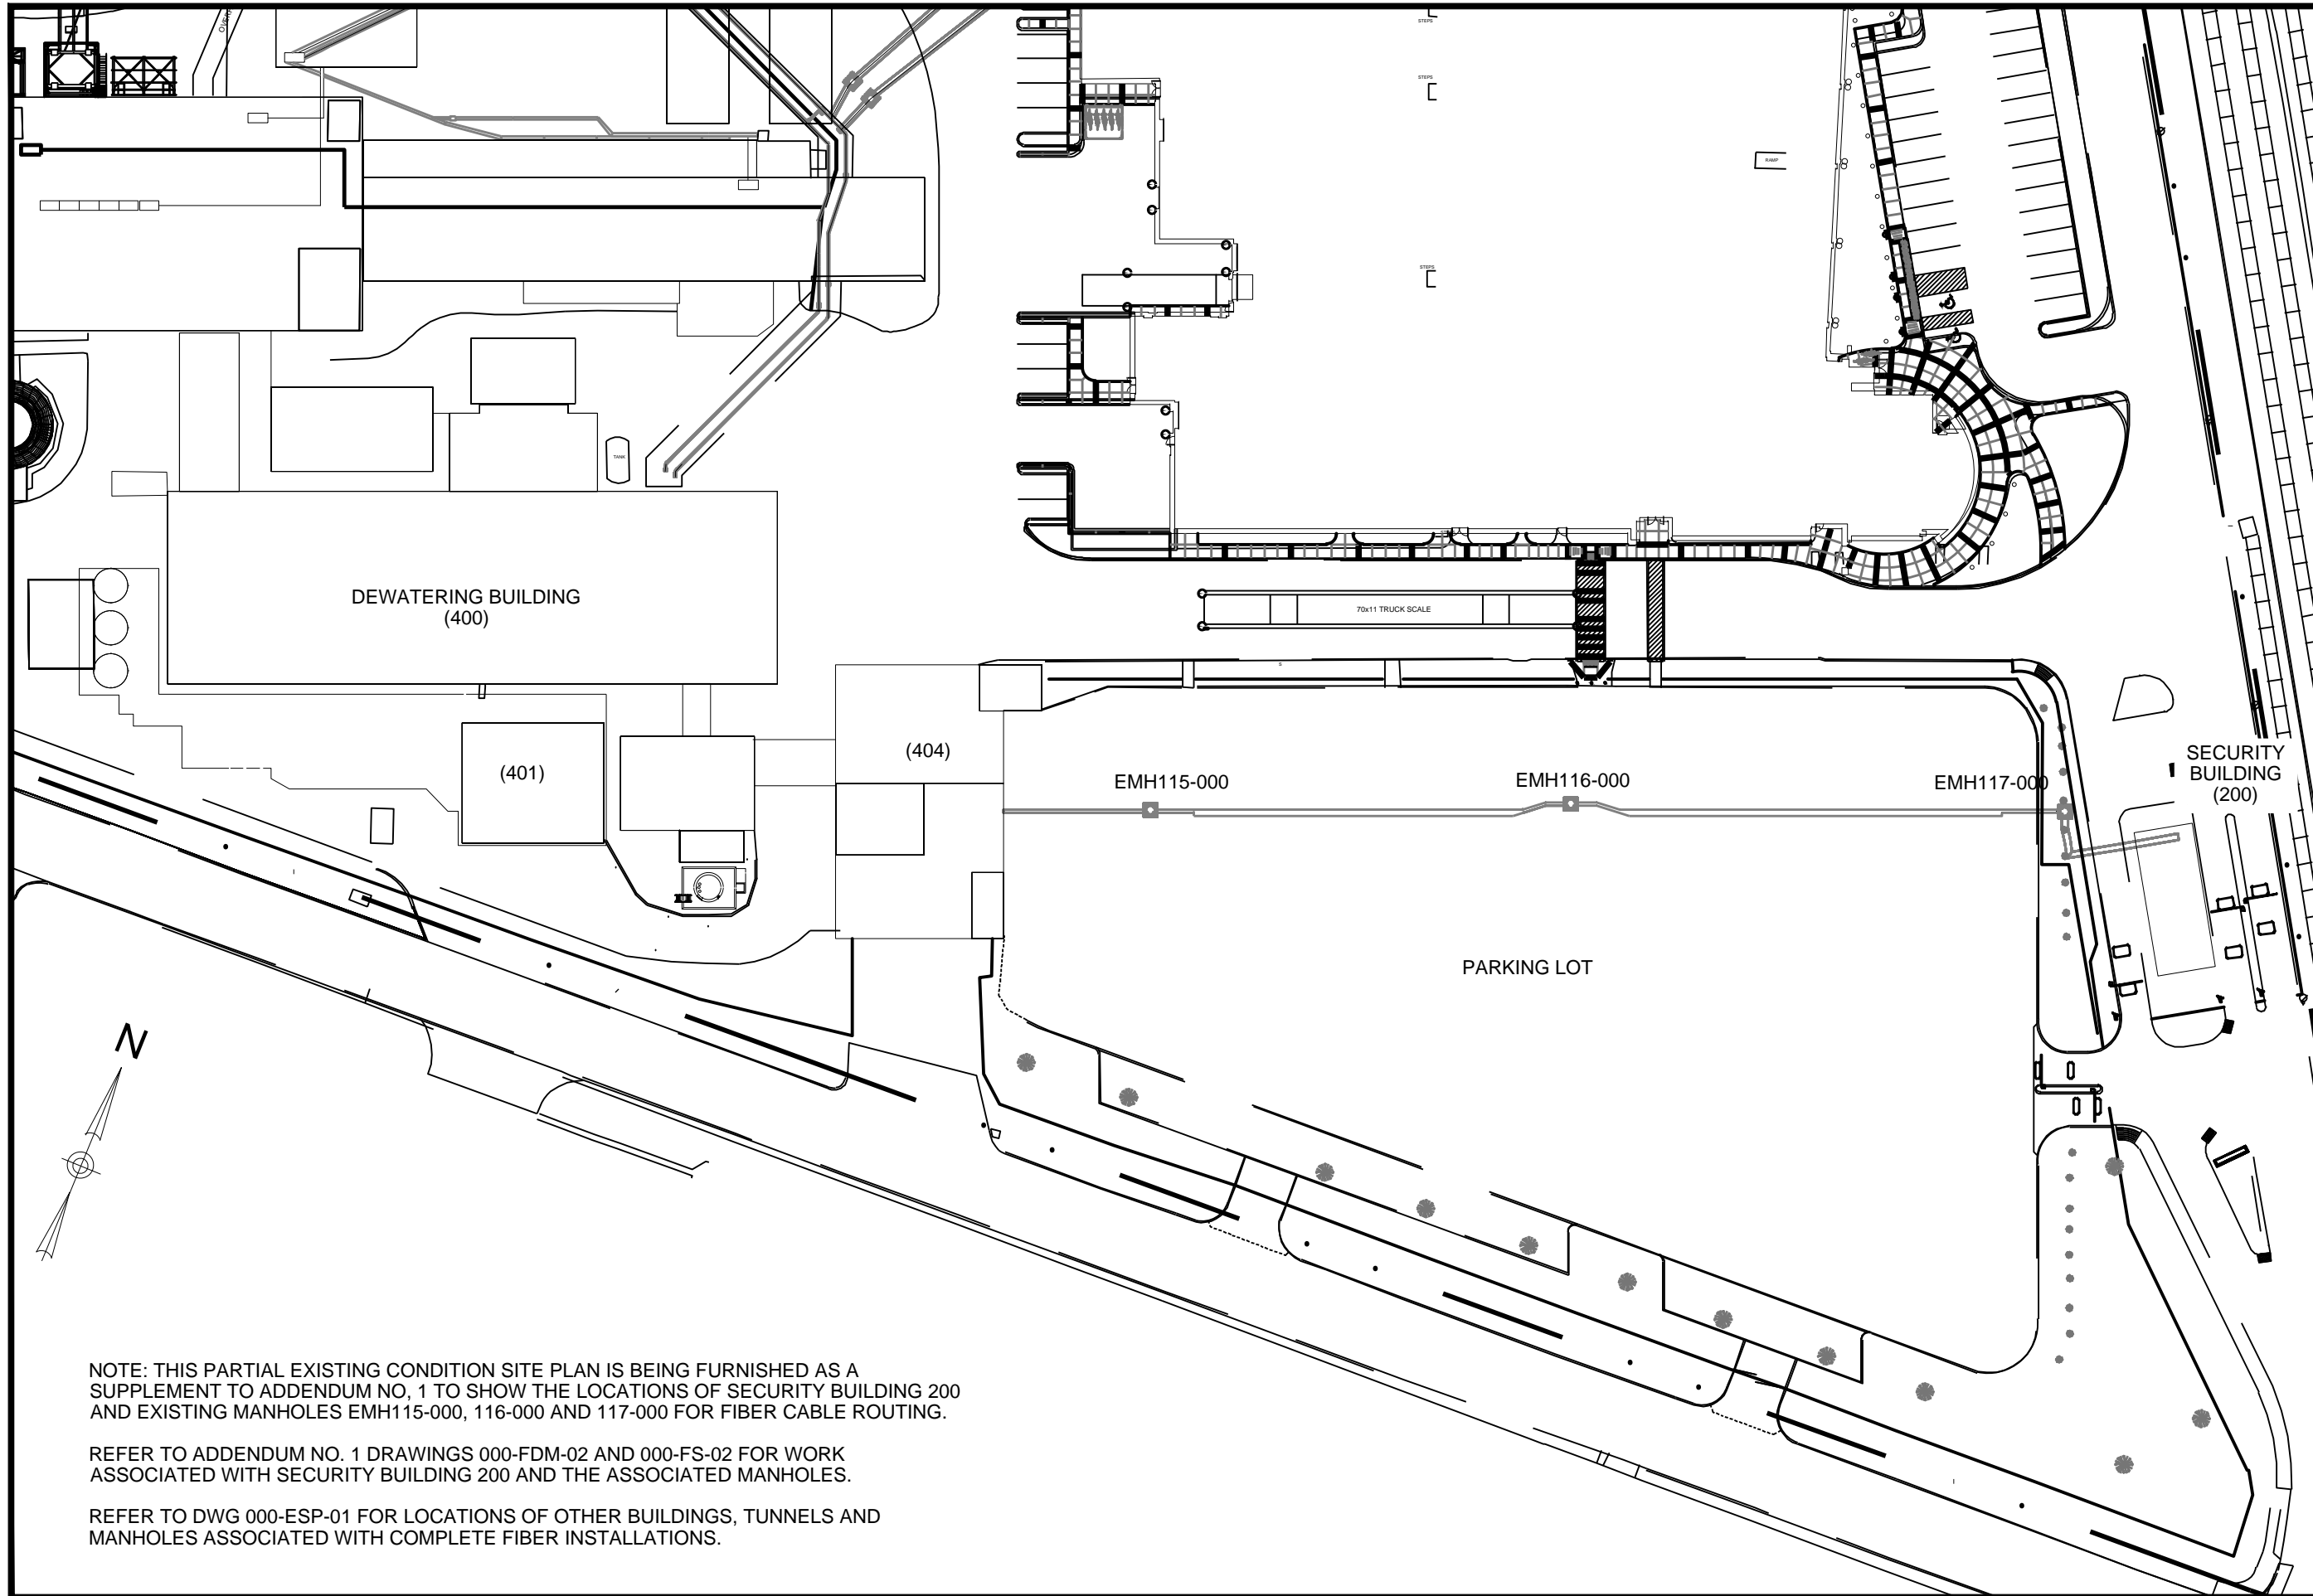 STEPS
STEPS
RAMP
STEPS
TANK
DEWATERING BUILDING
(400)
70x11 TRUCK SCALE
S
(404)
(401)
EMH115-000
EMH116-000
EMH117-000
SECURITY
BUILDING
(200)
PARKING LOT
N
NOTE: THIS PARTIAL EXISTING CONDITION SITE PLAN IS BEING FURNISHED AS A
SUPPLEMENT TO ADDENDUM NO, 1 TO SHOW THE LOCATIONS OF SECURITY BUILDING 200
AND EXISTING MANHOLES EMH115-000, 116-000 AND 117-000 FOR FIBER CABLE ROUTING.
REFER TO ADDENDUM NO. 1 DRAWINGS 000-FDM-02 AND 000-FS-02 FOR WORK
ASSOCIATED WITH SECURITY BUILDING 200 AND THE ASSOCIATED MANHOLES.
REFER TO DWG 000-ESP-01 FOR LOCATIONS OF OTHER BUILDINGS, TUNNELS AND
MANHOLES ASSOCIATED WITH COMPLETE FIBER INSTALLATIONS.